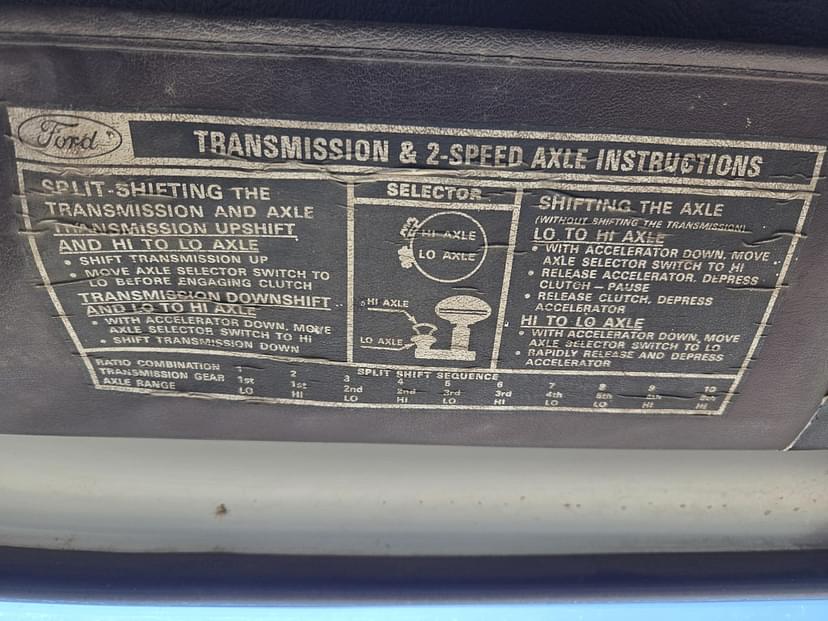 Ford
TRANSMISSION & 2-SPEED AXLE INSTRUCTIONS
SPLIT-SHIFTING THE
TRANSMISSION AND AXLE
TRANSMISSION UPSHIFT
AND HI TO LO AXLE
• SHIFT TRANSMISSION UP
• MOVE AXLE SELECTOR SWITCH TO
LO BEFORE ENGAGING CLUTCH
TRANSMISSION DOWNSHIFT
AND LO TO HI AXLE
• WITH ACCELERATOR DOWN, MOVE
AXLE SELECTOR SWITCH TO HI
• SHIFT TRANSMISSION DOWN
SELECTOR
HI AXLE
LO AXLE
HI AXLE
LO AXLE
SHIFTING THE AXLE
(WITHOUT SHIFTING THE TRANSMISSION)
LO TO HI AXLE
• WITH ACCELERATOR DOWN, MOVE
AXLE SELECTOR SWITCH TO HI
• RELEASE ACCELERATOR, DEPRESS
CLUTCH — PAUSE
• RELEASE CLUTCH, DEPRESS
ACCELERATOR
HI TO LO AXLE
• WITH ACCELERATOR DOWN, MOVE
AXLE SELECTOR SWITCH TO LO
• RAPIDLY RELEASE AND DEPRESS
ACCELERATOR
SPLIT SHIFT SEQUENCE
RATIO COMBINATION 1 2 3 4 5 6 7 8 9 10
TRANSMISSION GEAR 1st 1st 2nd 2nd 3rd 3rd 4th 5th 4th 5th
AXLE RANGE LO HI LO HI LO HI LO LO HI HI